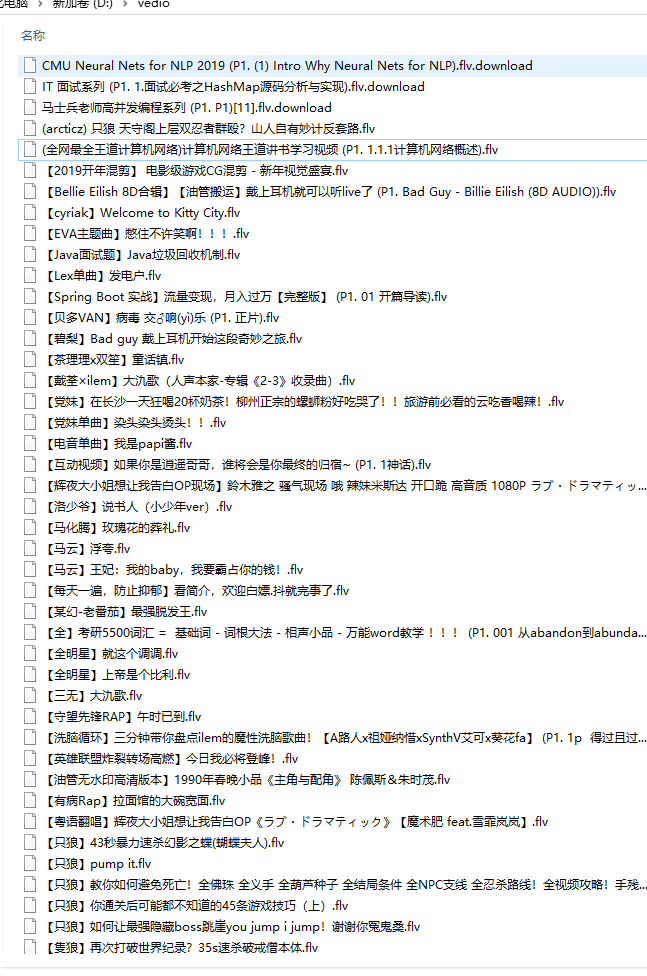 此电脑 > 新加卷 (D:) > vedio
名称
CMU Neural Nets for NLP 2019 (P1. (1) Intro Why Neural Nets for NLP).flv.download
IT 面试系列 (P1. 1.面试必考之HashMap源码分析与实现).flv.download
马士兵老师高并发编程系列 (P1. P1)[11].flv.download
(arcticz) 只狼 天守阁上层双忍者群殴？山人自有妙计反套路.flv
(全网最全王道计算机网络)计算机网络王道讲书学习视频 (P1. 1.1.1计算机网络概述).flv
【2019开年混剪】 电影级游戏CG混剪 - 新年视觉盛宴.flv
【Bellie Eilish 8D合辑】【油管搬运】戴上耳机就可以听live了 (P1. Bad Guy - Billie Eilish (8D AUDIO)).flv
【cyriak】Welcome to Kitty City.flv
【EVA主题曲】憋住不许笑啊！！！.flv
【Java面试题】Java垃圾回收机制.flv
【Lex单曲】发电户.flv
【Spring Boot 实战】流量变现，月入过万【完整版】 (P1. 01 开篇导读).flv
【贝多VAN】病毒 交♂响(yì)乐 (P1. 正片).flv
【碧梨】Bad guy 戴上耳机开始这段奇妙之旅.flv
【茶理理x双笙】童话镇.flv
【戴荃×ilem】大氿歌（人声本家-专辑《2-3》收录曲）.flv
【党妹】在长沙一天狂喝20杯奶茶！柳州正宗的螺蛳粉好吃哭了！！旅游前必看的云吃香喝辣！.flv
【党妹单曲】染头染头烫头！！.flv
【电音单曲】我是papi酱.flv
【互动视频】如果你是逍遥哥哥，谁将会是你最终的归宿~ (P1. 1神话).flv
【辉夜大小姐想让我告白OP现场】鈴木雅之 骚气现场 哦 辣妹米斯达 开口跪 高音质 1080P ラブ・ドラマティッ...
【洛少爷】说书人（小少年ver）.flv
【马化腾】玫瑰花的葬礼.flv
【马云】浮夸.flv
【马云】王妃：我的baby，我要霸占你的钱！.flv
【每天一遍，防止抑郁】看简介，欢迎白嫖.抖就完事了.flv
【某幻-老番茄】最强脱发王.flv
【全】考研5500词汇 = 基础词 - 词根大法 - 相声小品 - 万能word教学 ！！！ (P1. 001 从abandon到abunda...
【全明星】就这个调调.flv
【全明星】上帝是个比利.flv
【三无】大氿歌.flv
【守望先锋RAP】午时已到.flv
【洗脑循环】三分钟带你盘点ilem的魔性洗脑歌曲！【A路人x祖娅纳惜xSynthV艾可x葵花fa】 (P1. 1p 得过且过...
【英雄联盟炸裂转场高燃】今日我必将登峰！.flv
【油管无水印高清版本】1990年春晚小品《主角与配角》 陈佩斯＆朱时茂.flv
【有病Rap】拉面馆的大碗宽面.flv
【粤语翻唱】辉夜大小姐想让我告白OP《ラブ・ドラマティック》【魔术肥 feat.雪霏岚岚】.flv
【只狼】43秒暴力速杀幻影之蝶(蝴蝶夫人).flv
【只狼】pump it.flv
【只狼】教你如何避免死亡！全佛珠 全义手 全葫芦种子 全结局条件 全NPC支线 全忍杀路线！全视频攻略！手残...
【只狼】你通关后可能都不知道的45条游戏技巧（上）.flv
【只狼】如何让最强隐藏boss跳崖you jump i jump！谢谢你冤鬼桑.flv
【隻狼】再次打破世界纪录？35s速杀破戒僧本体.flv